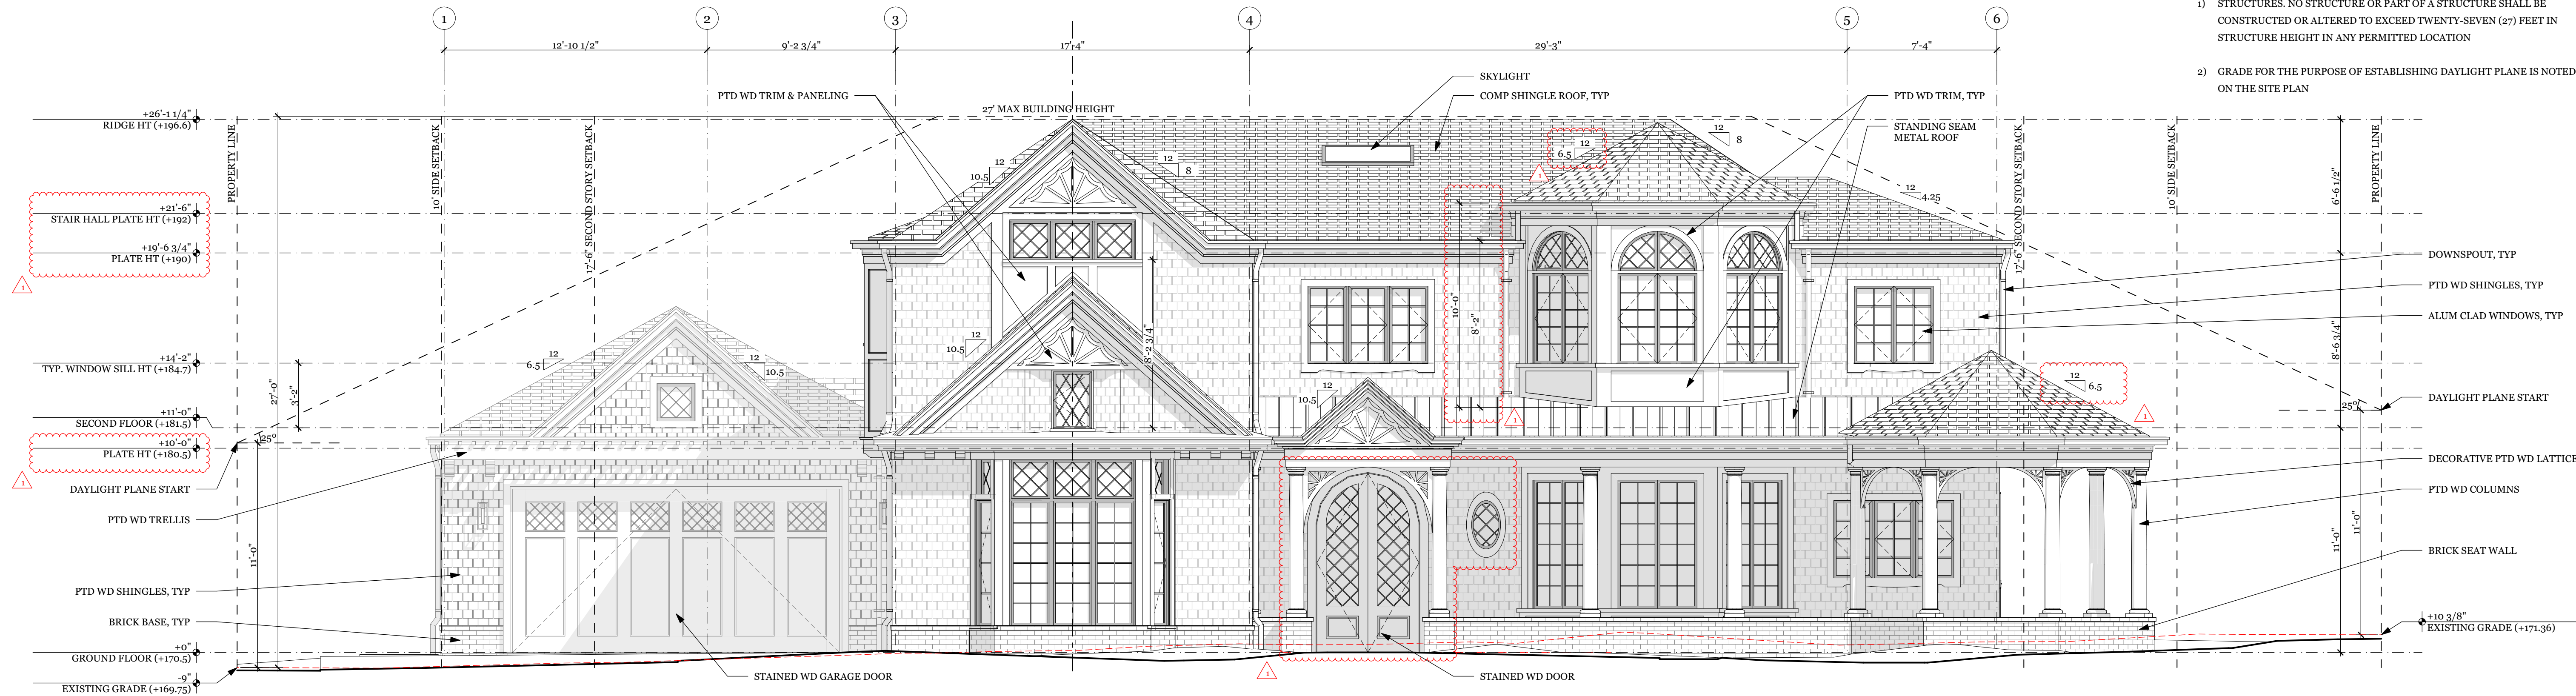 1) STRUCTURES. NO STRUCTURE OR PART OF A STRUCTURE SHALL BE
CONSTRUCTED OR ALTERED TO EXCEED TWENTY-SEVEN (27) FEET IN
STRUCTURE HEIGHT IN ANY PERMITTED LOCATION
2) GRADE FOR THE PURPOSE OF ESTABLISHING DAYLIGHT PLANE IS NOTED
ON THE SITE PLAN
1
2
3
4
5
6
12'-10 1/2"
9'-2 3/4"
17'-4"
29'-3"
7'-4"
+26'-1 1/4"
RIDGE HT (+196.6)
+21'-6"
STAIR HALL PLATE HT (+192)
+19'-6 3/4"
PLATE HT (+190)
1
+14'-2"
TYP. WINDOW SILL HT (+184.7)
+11'-0"
SECOND FLOOR (+181.5)
+10'-0"
PLATE HT (+180.5)
1
DAYLIGHT PLANE START
PTD WD TRELLIS
PTD WD SHINGLES, TYP
BRICK BASE, TYP
+0"
GROUND FLOOR (+170.5)
-9"
EXISTING GRADE (+169.75)
PROPERTY LINE
27'-0"
3'-2"
25°
11'-0"
10' SIDE SETBACK
17'-6" SECOND STORY SETBACK
PTD WD TRIM & PANELING
27' MAX BUILDING HEIGHT
SKYLIGHT
COMP SHINGLE ROOF, TYP
PTD WD TRIM, TYP
STANDING SEAM
METAL ROOF
12
10.5
12
8
12
6.5
1
12
8
12
4.25
12
6.5
12
10.5
12
10.5
8'-2 3/4"
12
10.5
10'-0"
8'-2"
1
12
6.5
1
17'-6" SECOND STORY SETBACK
10' SIDE SETBACK
PROPERTY LINE
6'-6 1/2"
8'-6 3/4"
11'-0"
11'-0"
25°
DOWNSPOUT, TYP
PTD WD SHINGLES, TYP
ALUM CLAD WINDOWS, TYP
DAYLIGHT PLANE START
DECORATIVE PTD WD LATTICE
PTD WD COLUMNS
BRICK SEAT WALL
+10 3/8"
EXISTING GRADE (+171.36)
STAINED WD GARAGE DOOR
1
STAINED WD DOOR